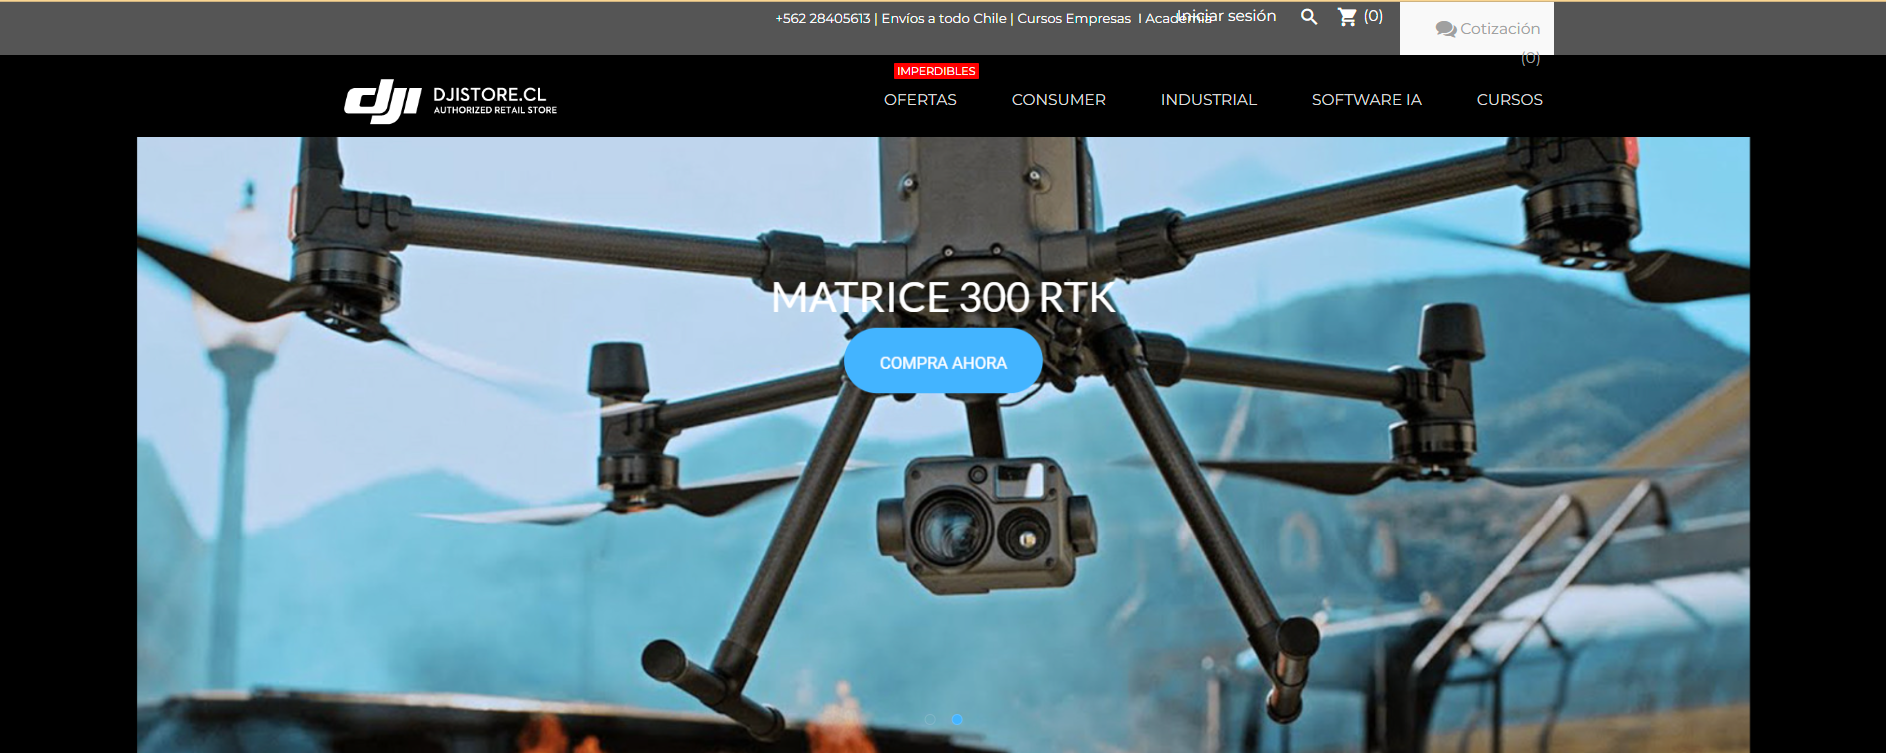 +562 28405613 | Envíos a todo Chile | Cursos Empresas I Academia
Iniciar sesión
(0)
Cotización
(0)
dji DJISTORE.CL
AUTHORIZED RETAIL STORE
IMPERDIBLES
OFERTAS CONSUMER INDUSTRIAL SOFTWARE IA CURSOS
MATRICE 300 RTK
COMPRA AHORA